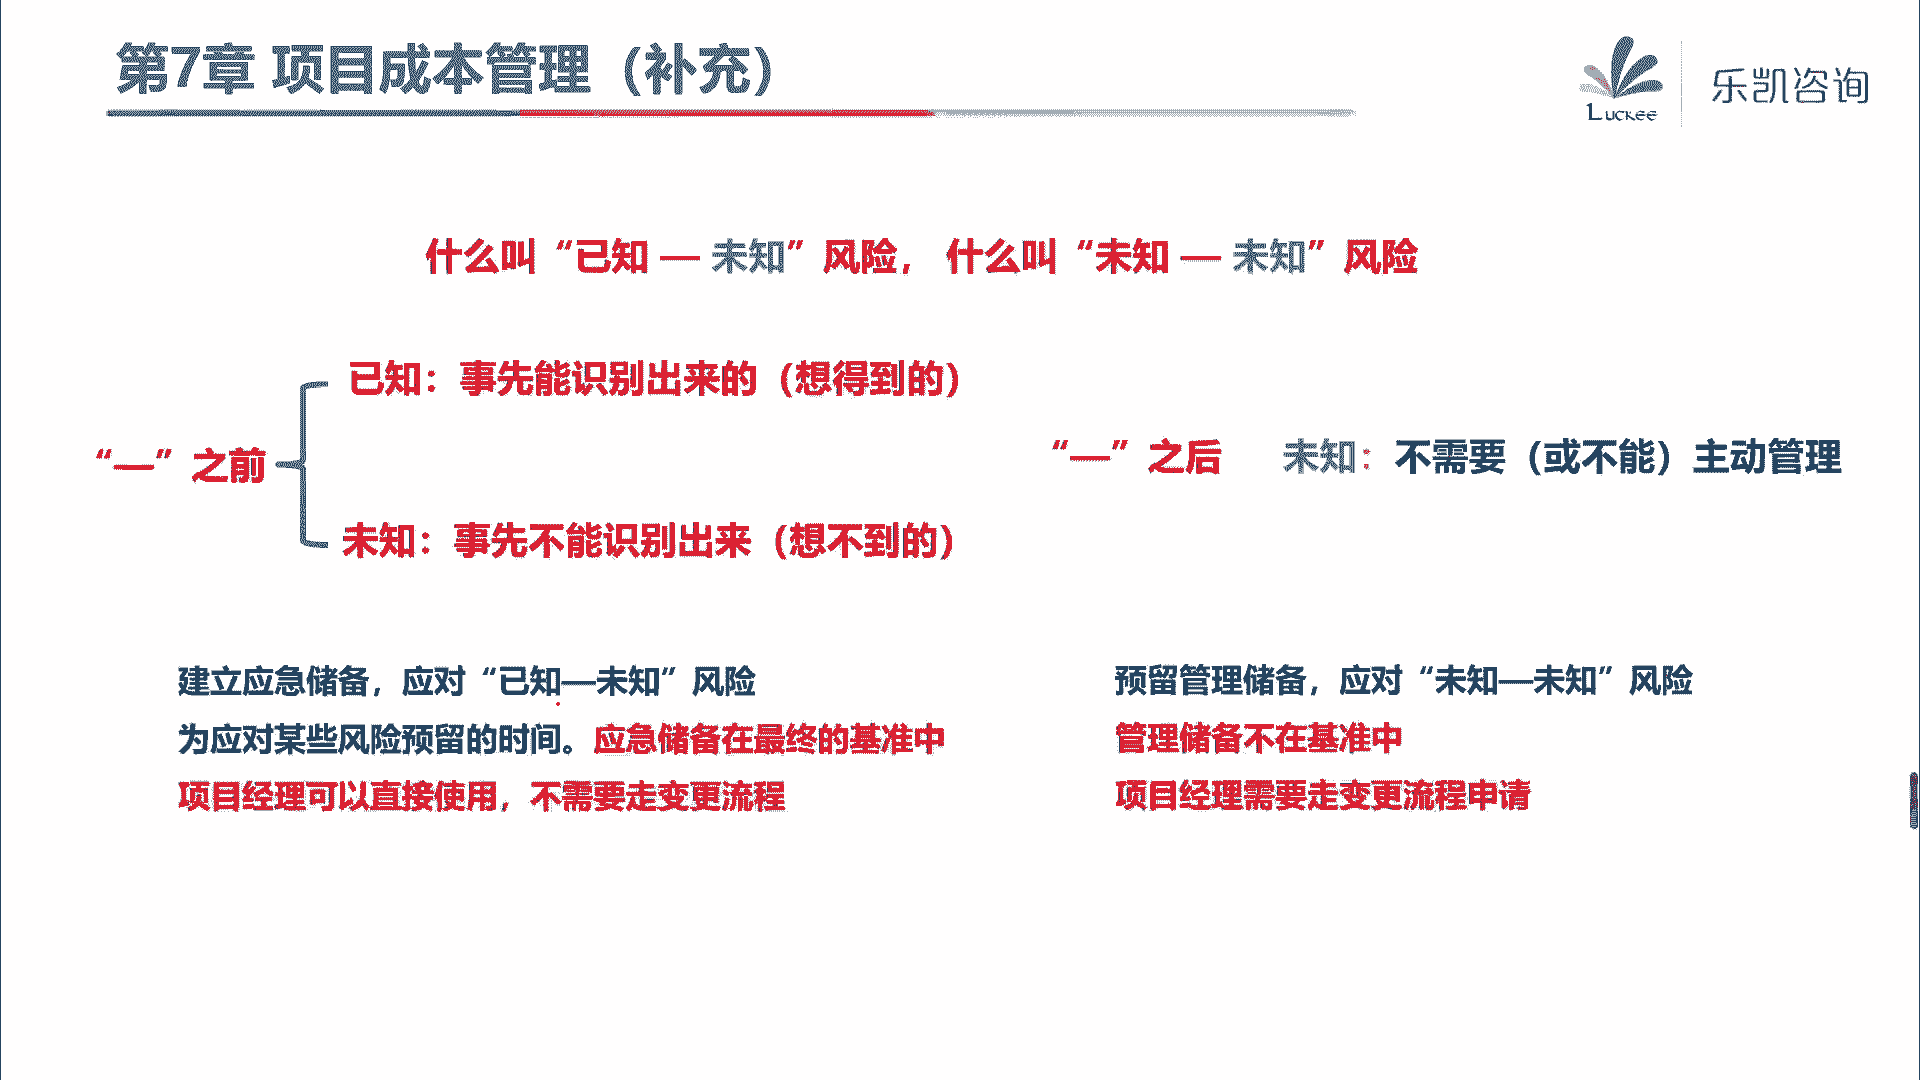 第7章 项目成本管理（补充）
LUCKEE
乐凯咨询
什么叫“已知 — 未知”风险， 什么叫“未知 — 未知”风险
已知：事先能识别出来的（想得到的）
“—”之前
“—”之后 未知：不需要（或不能）主动管理
未知：事先不能识别出来（想不到的）
建立应急储备，应对“已知—未知”风险
为应对某些风险预留的时间。应急储备在最终的基准中
项目经理可以直接使用，不需要走变更流程
预留管理储备，应对“未知—未知”风险
管理储备不在基准中
项目经理需要走变更流程申请